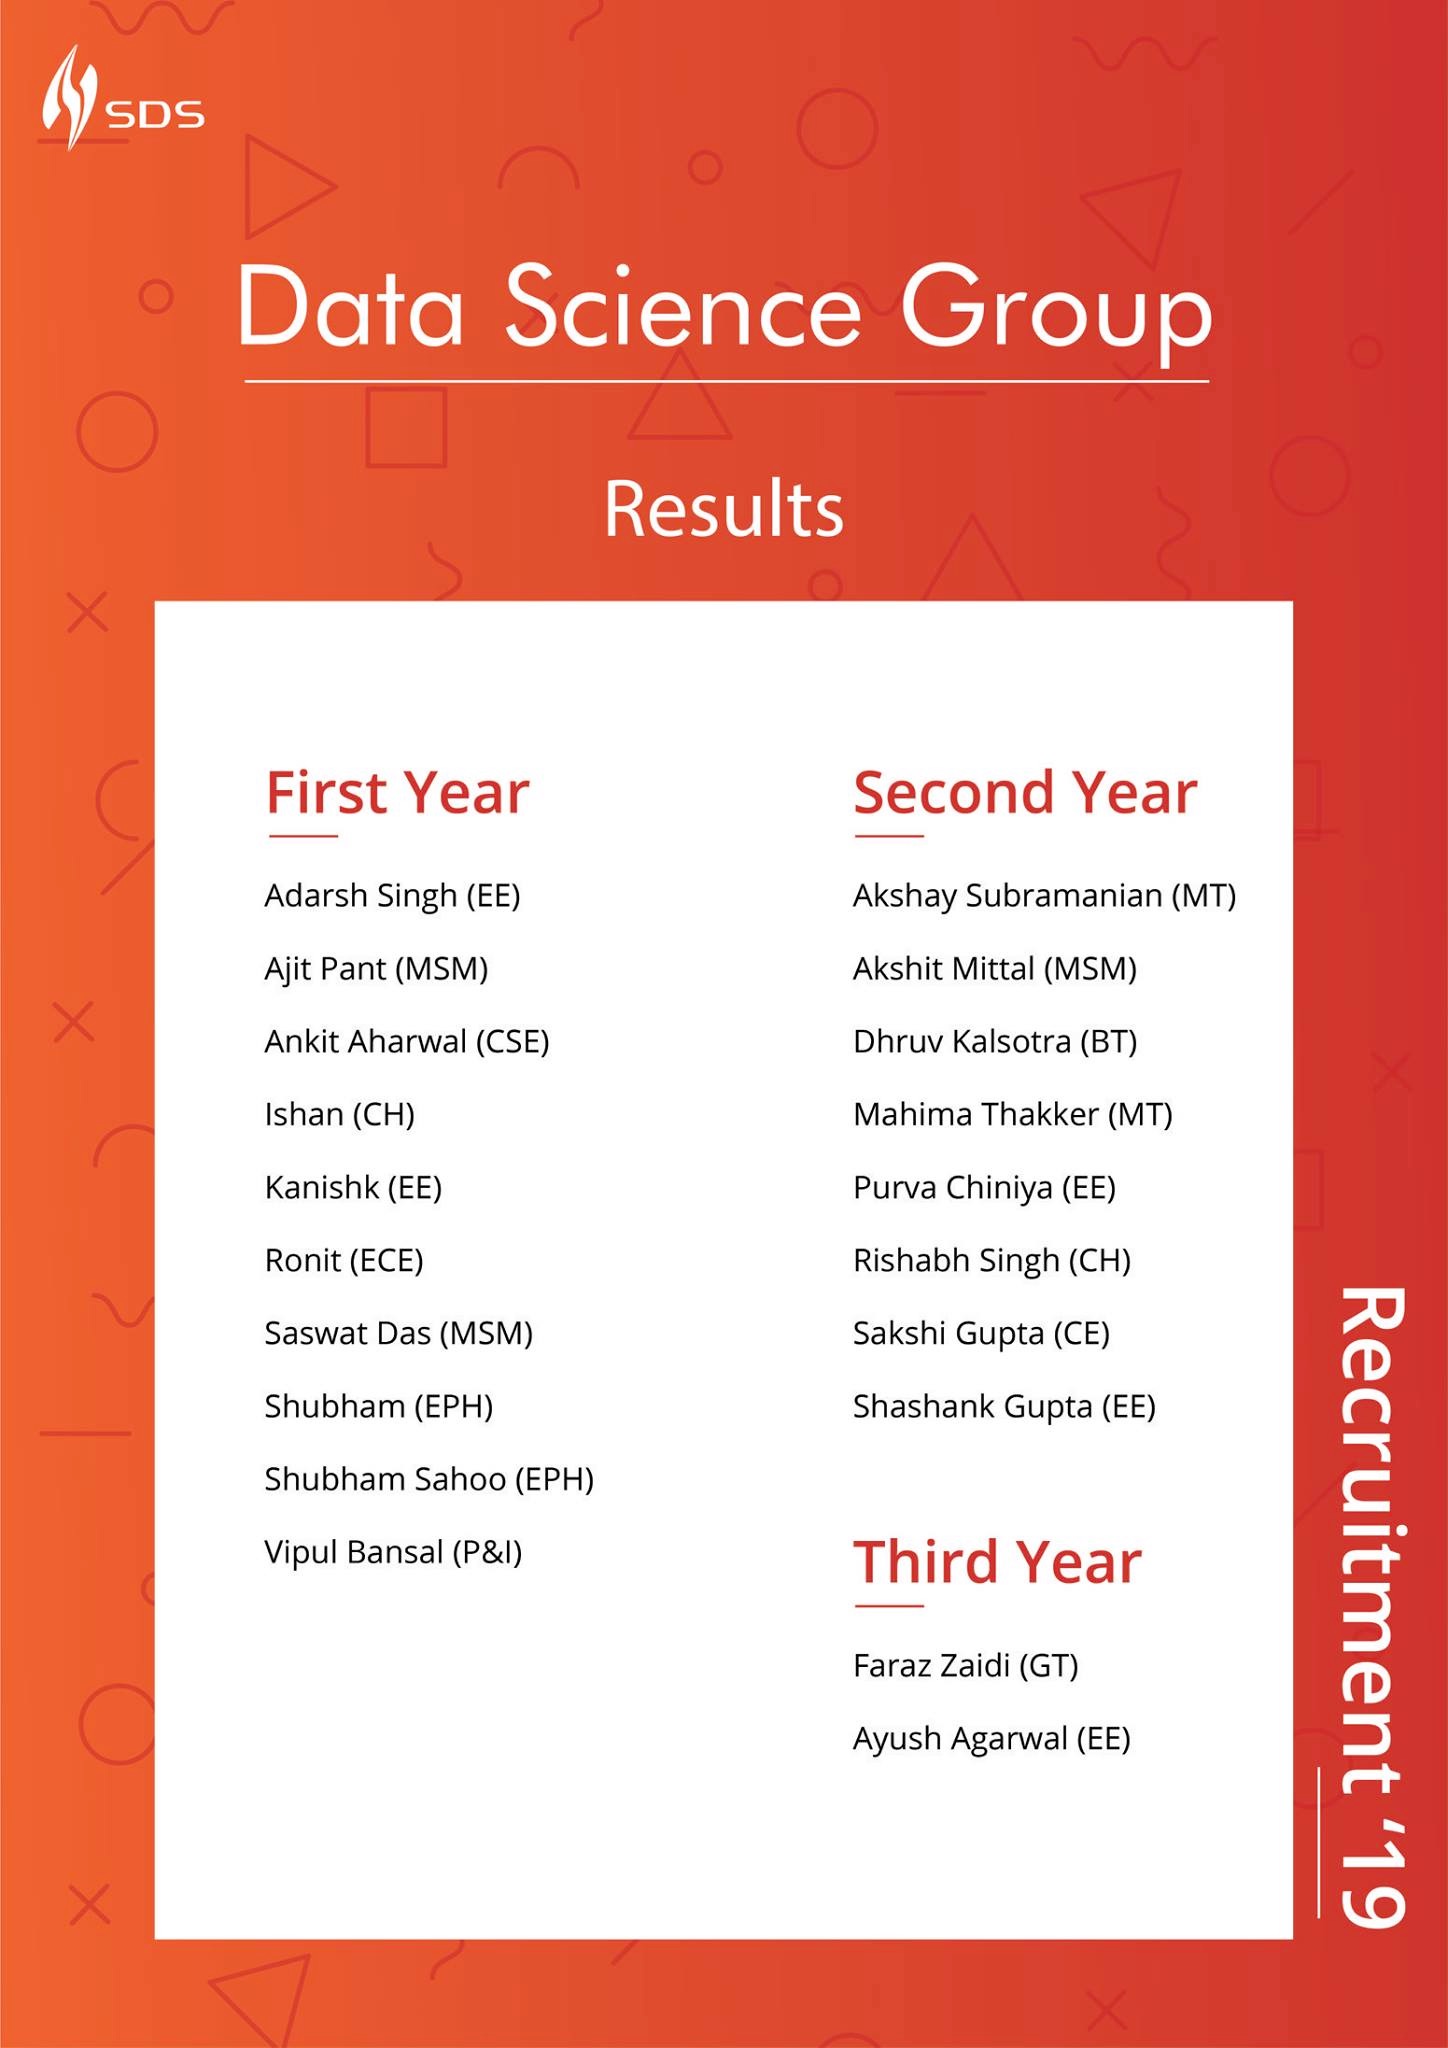 SDS
Data Science Group
Results
First Year
Adarsh Singh (EE)
Ajit Pant (MSM)
Ankit Aharwal (CSE)
Ishan (CH)
Kanishk (EE)
Ronit (ECE)
Saswat Das (MSM)
Shubham (EPH)
Shubham Sahoo (EPH)
Vipul Bansal (P&I)
Second Year
Akshay Subramanian (MT)
Akshit Mittal (MSM)
Dhruv Kalsotra (BT)
Mahima Thakker (MT)
Purva Chiniya (EE)
Rishabh Singh (CH)
Sakshi Gupta (CE)
Shashank Gupta (EE)
Third Year
Faraz Zaidi (GT)
Ayush Agarwal (EE)
Recruitment ‘19